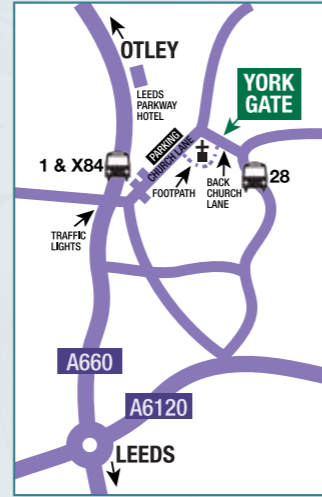 OTLEY
LEEDS
PARKWAY
HOTEL
YORK
GATE
PARKING
CHURCH LANE
1 & X84
28
FOOTPATH
BACK
CHURCH
LANE
TRAFFIC
LIGHTS
A660
A6120
LEEDS